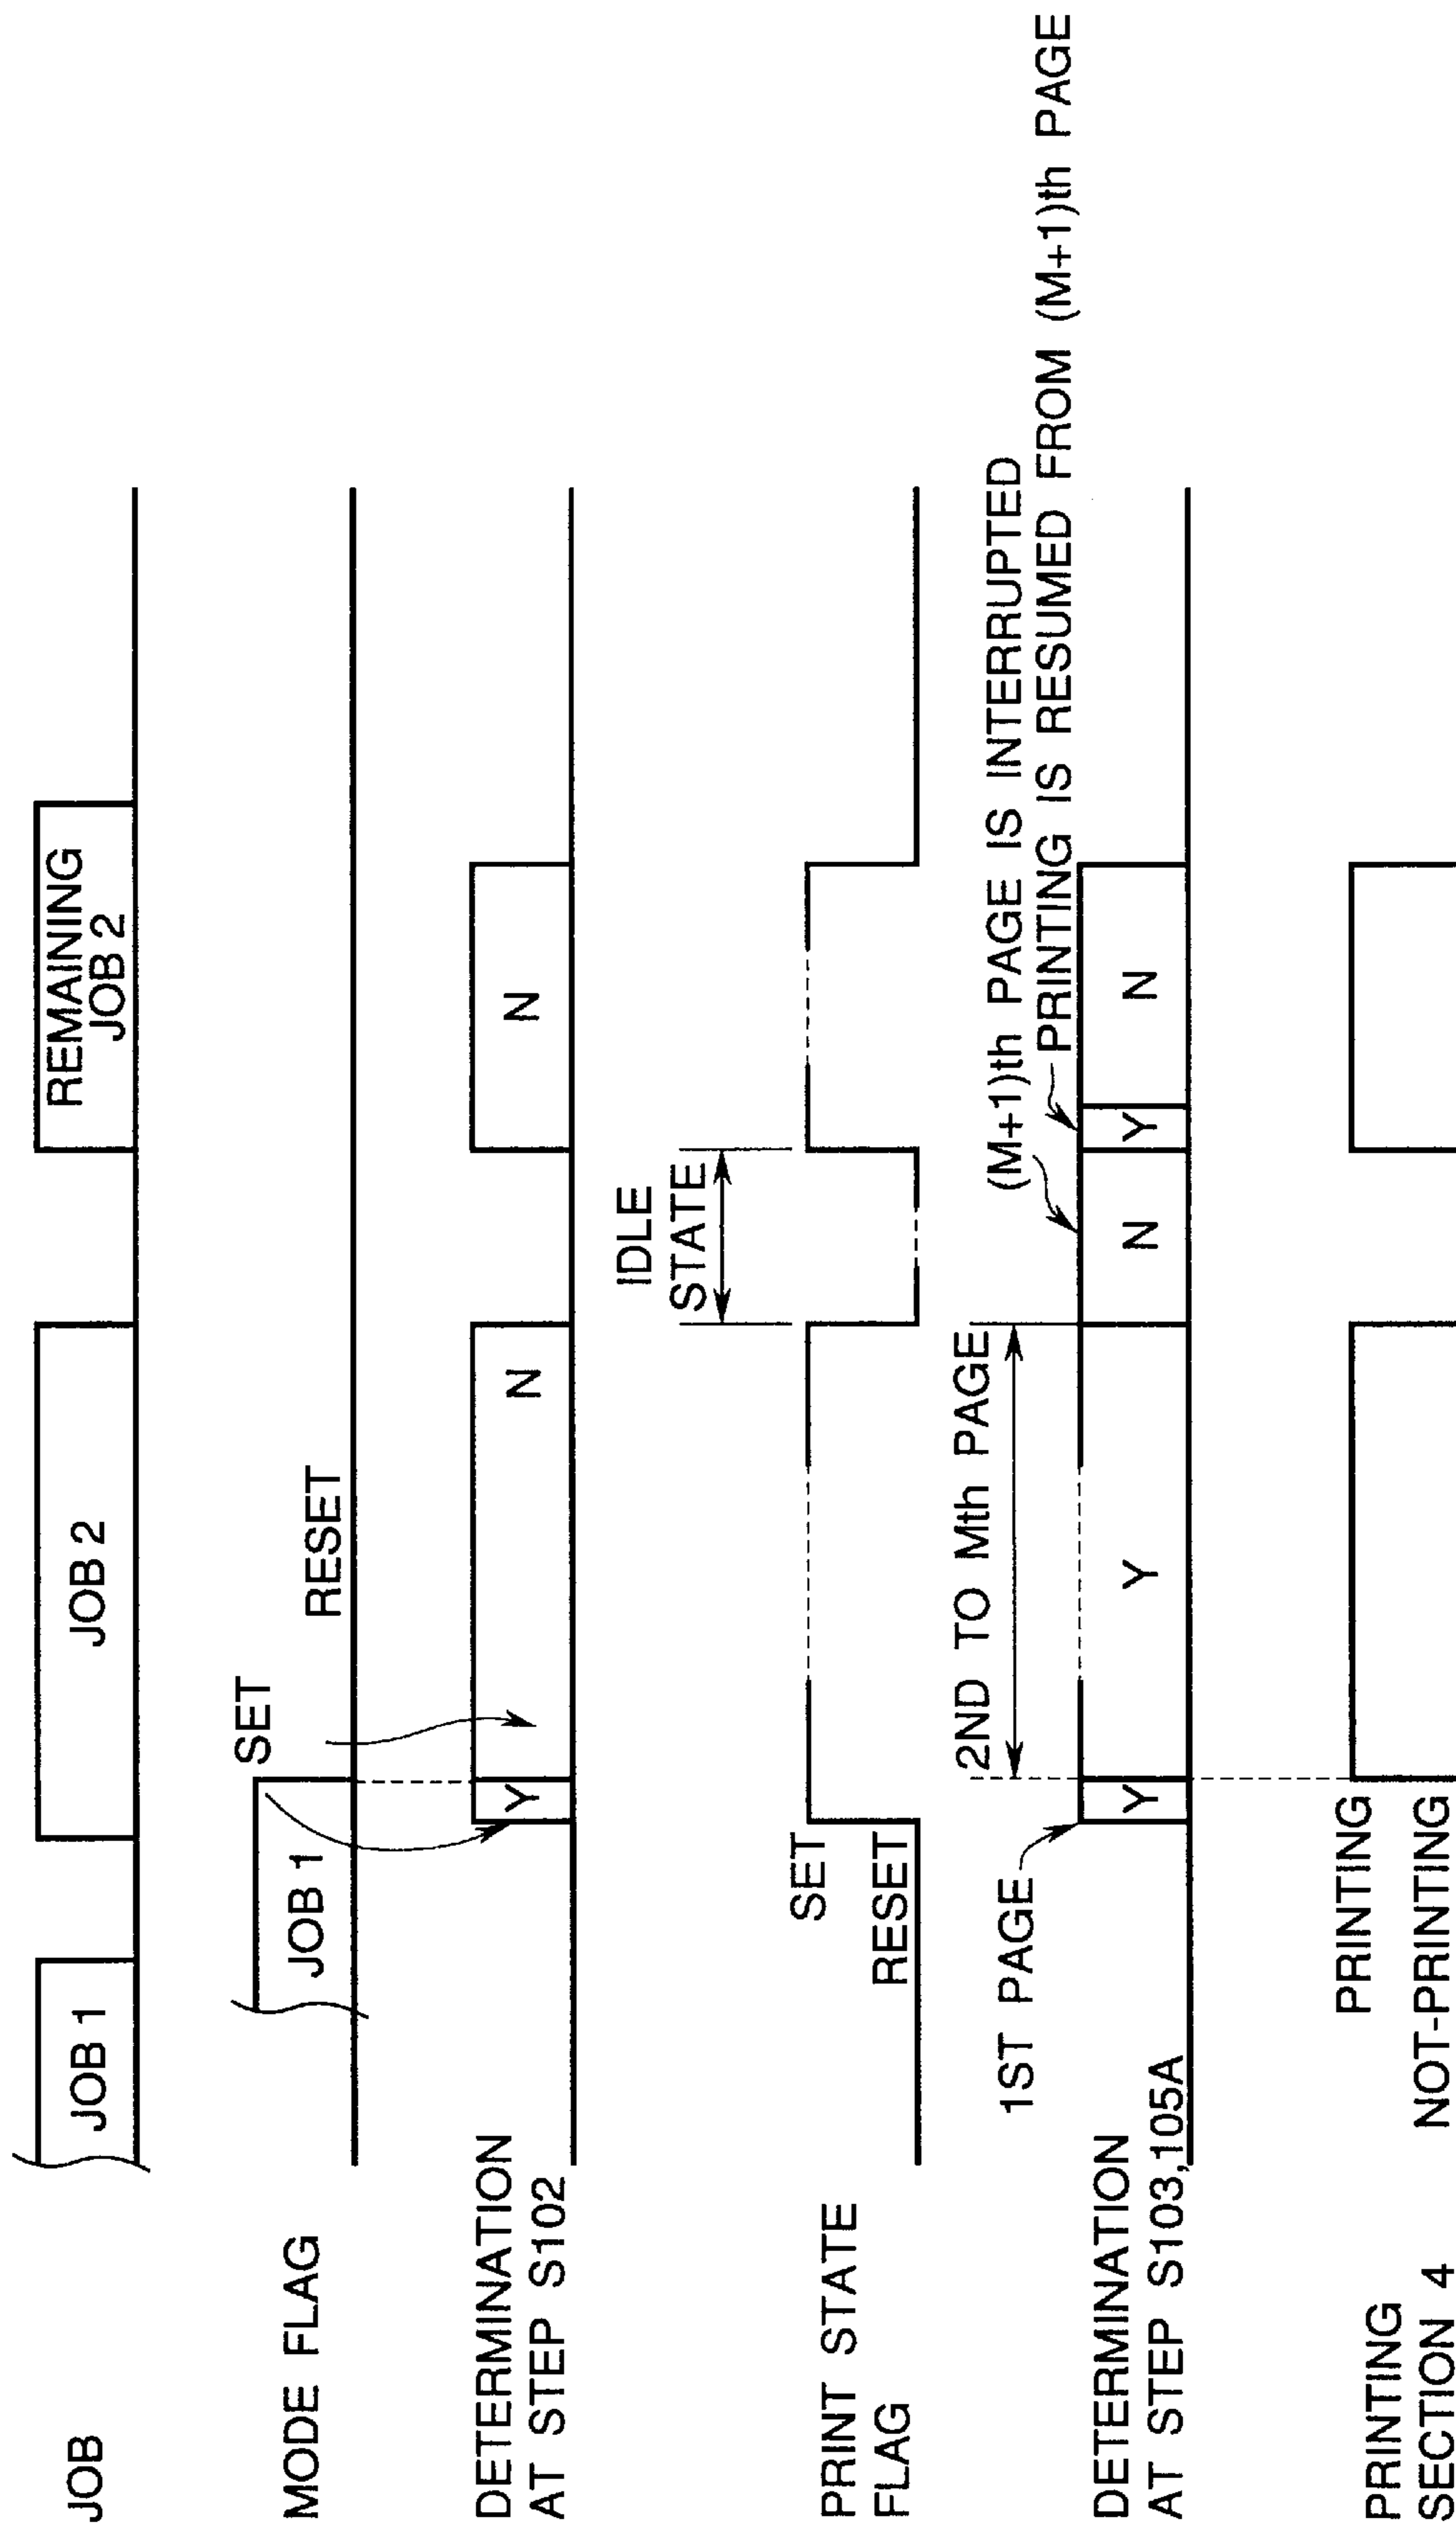 JOB
JOB 1
JOB 2
REMAINING
JOB 2
MODE FLAG
JOB 1
SET
RESET
DETERMINATION
AT STEP S102
Y
N
N
IDLE
STATE
PRINT STATE
FLAG
SET
RESET
1ST PAGE
2ND TO Mth PAGE
(M+1)th PAGE IS INTERRUPTED
PRINTING IS RESUMED FROM (M+1)th PAGE
DETERMINATION
AT STEP S103,105A
Y
Y
N
Y
N
PRINTING
SECTION 4
PRINTING
NOT-PRINTING